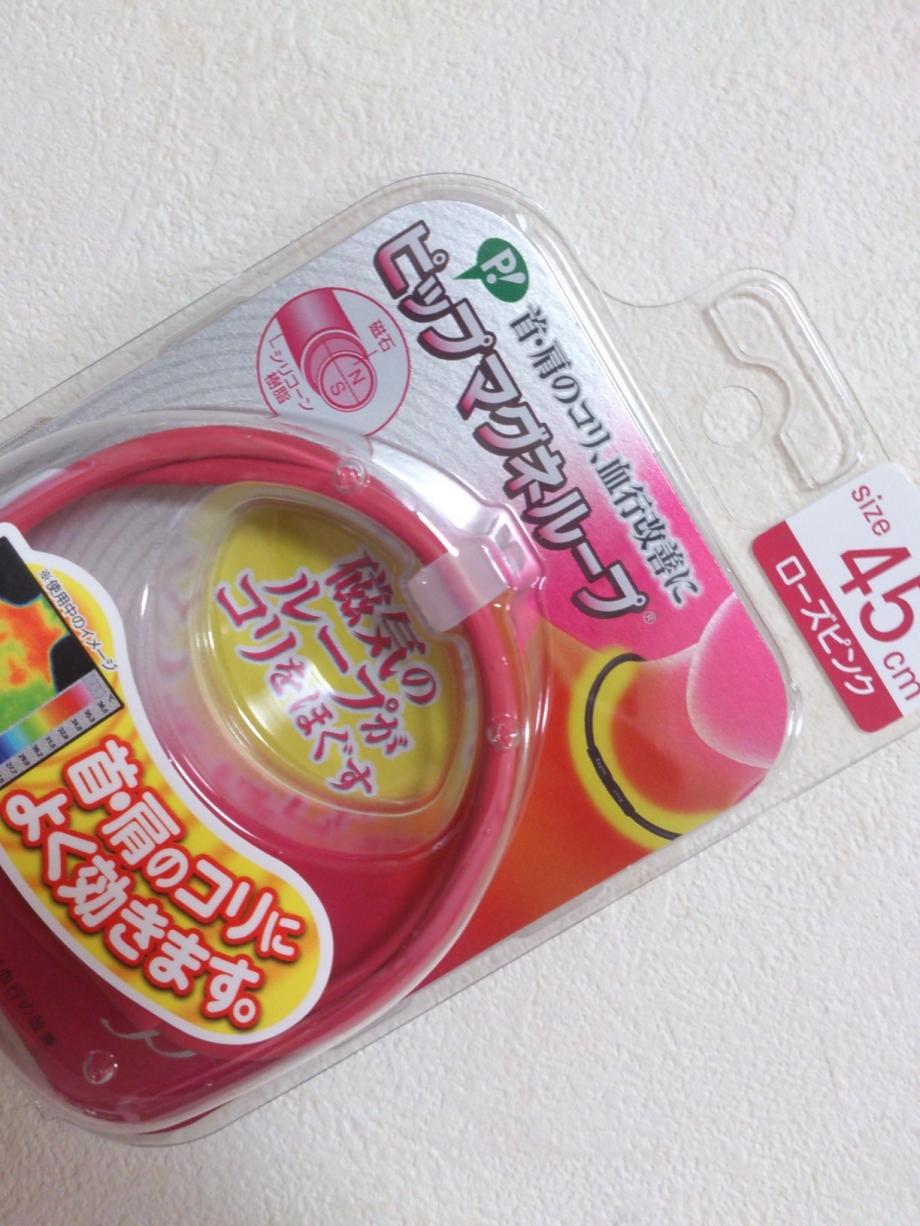 size
45cm
ローズピンク
P!
首・肩のコリ、血行改善に
ピップマグネループ®
磁石
N
S
シリコーン
樹脂
磁気の
ループが
コリをほぐす
※使用中のイメージ
首・肩のコリに
よく効きます。